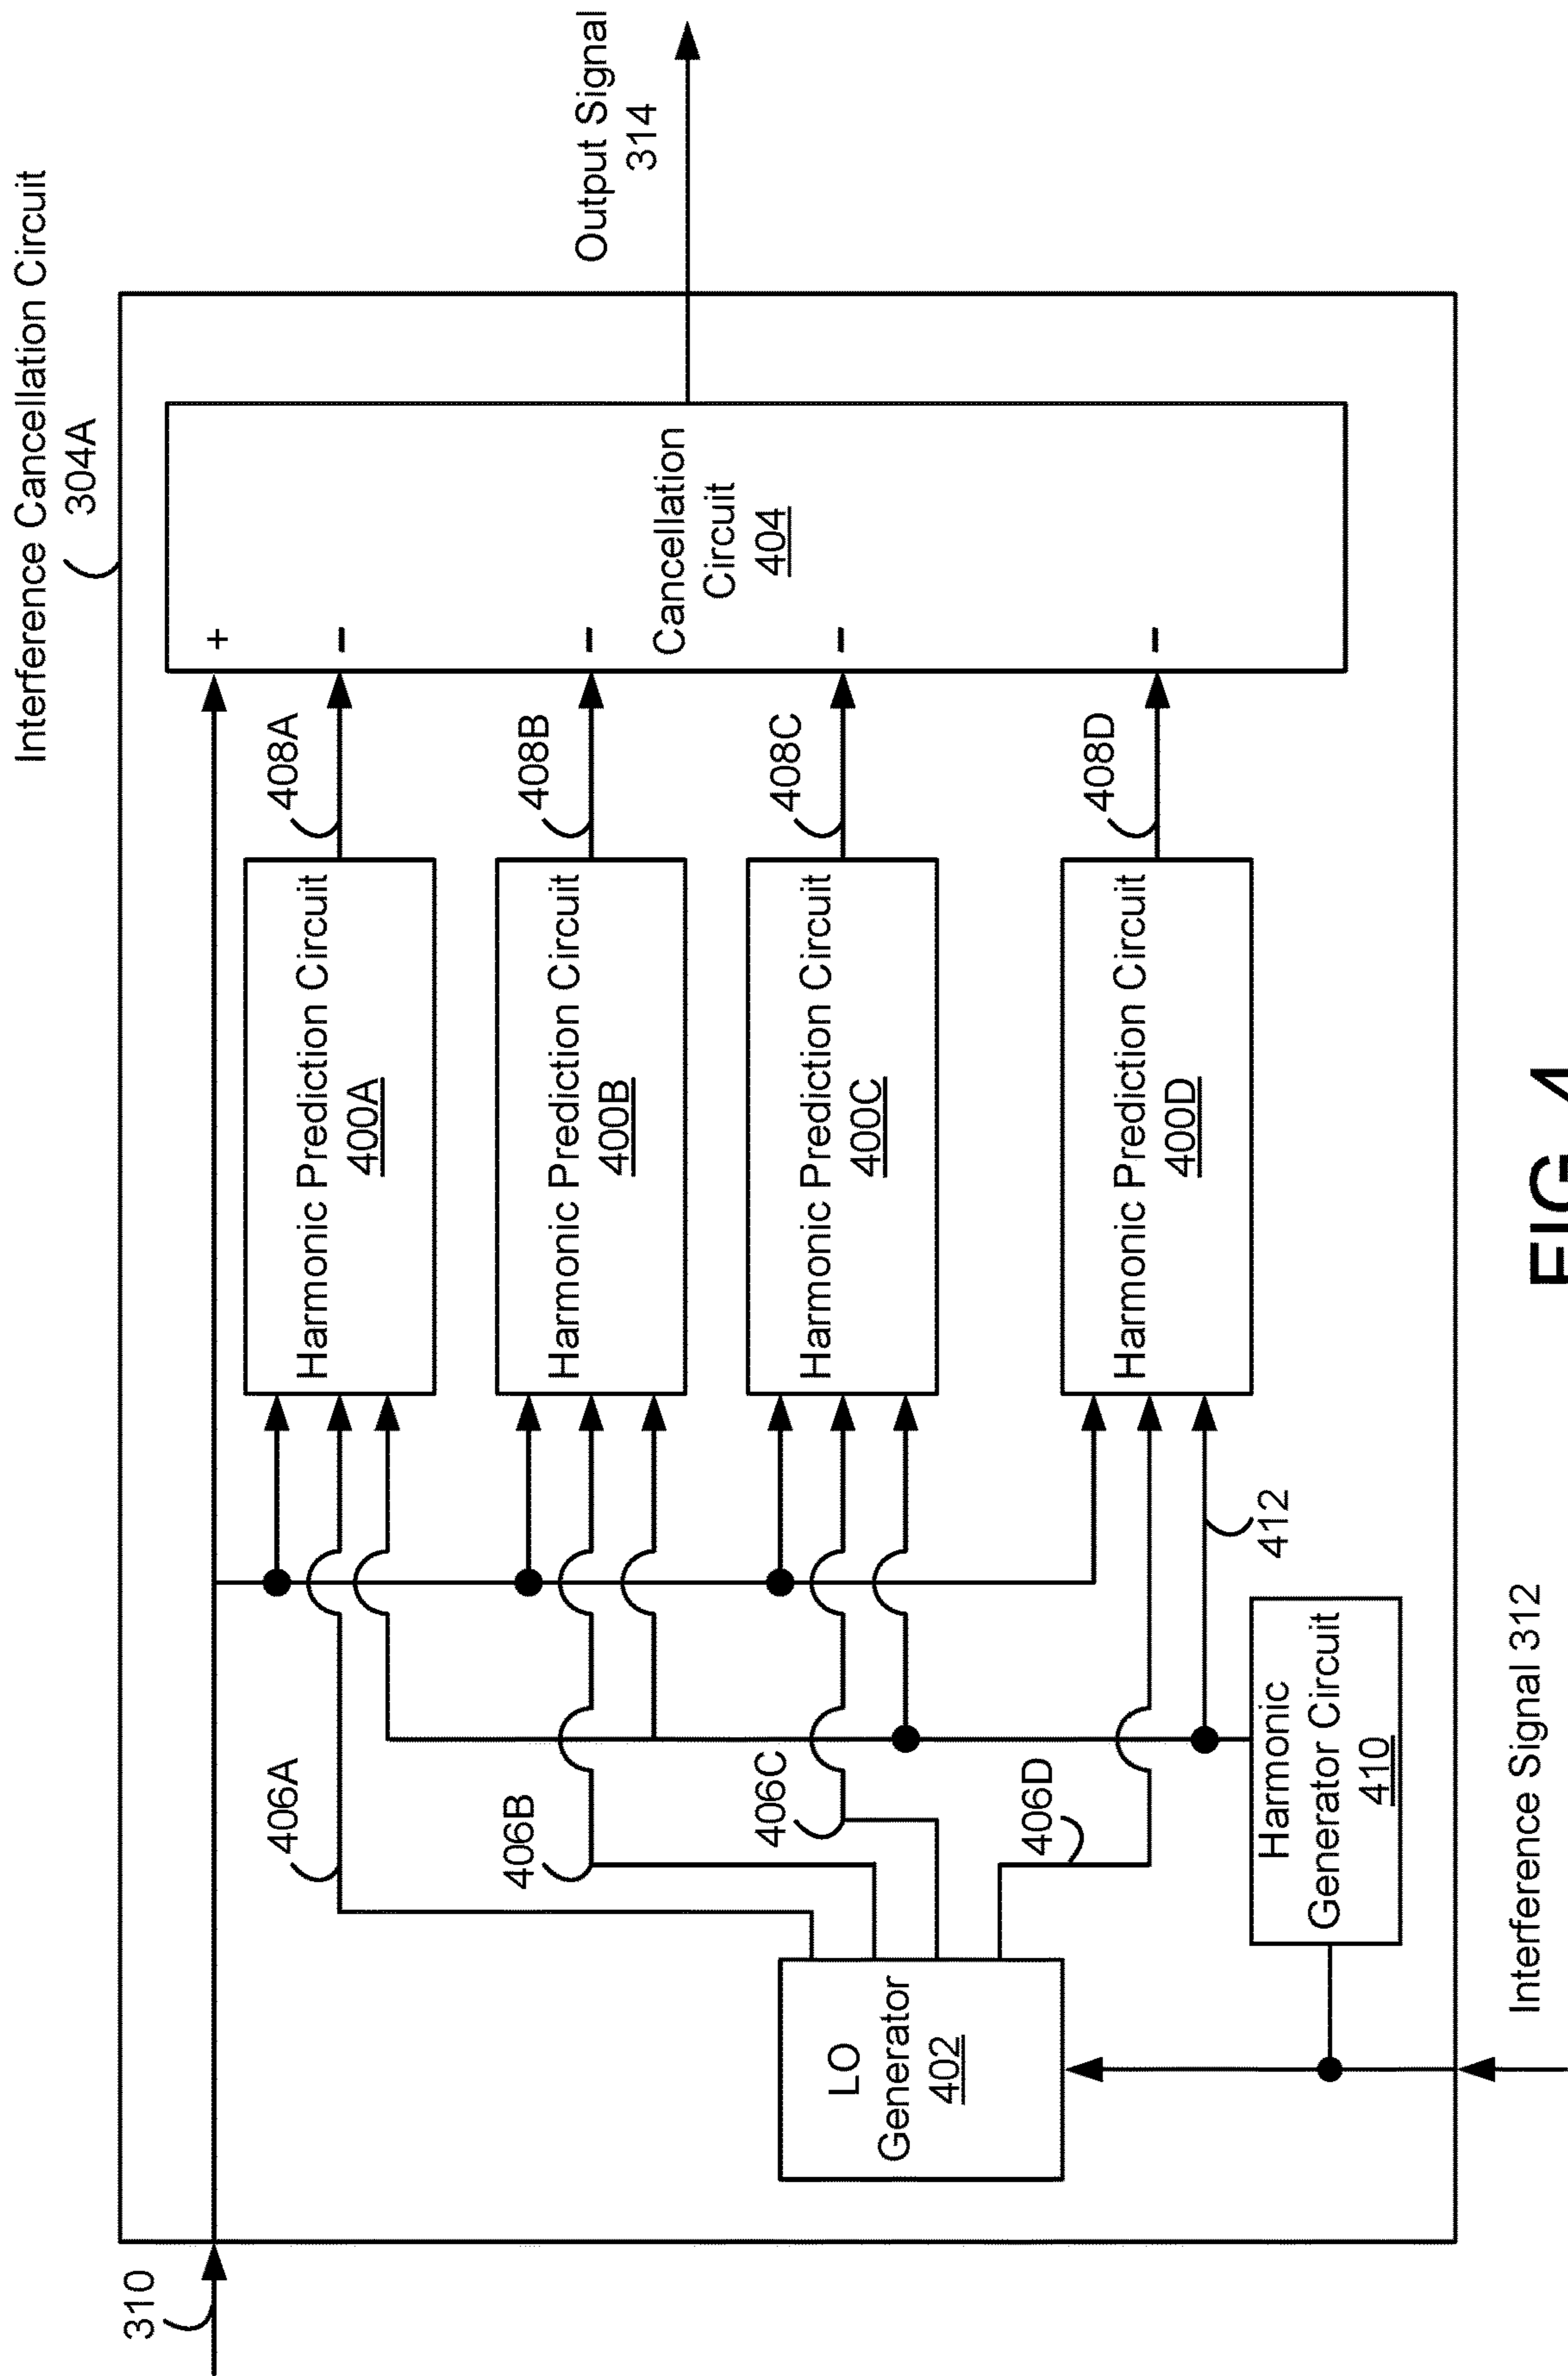 Interference Cancellation Circuit
304A
310
+
408A
Harmonic Prediction Circuit
400A
406A
–
408B
Harmonic Prediction Circuit
400B
406B
–
Cancellation
Circuit
404
Output Signal
314
408C
Harmonic Prediction Circuit
400C
406C
–
LO
Generator
402
406D
408D
Harmonic Prediction Circuit
400D
–
412
Harmonic
Generator Circuit
410
Interference Signal 312
FIG. 4